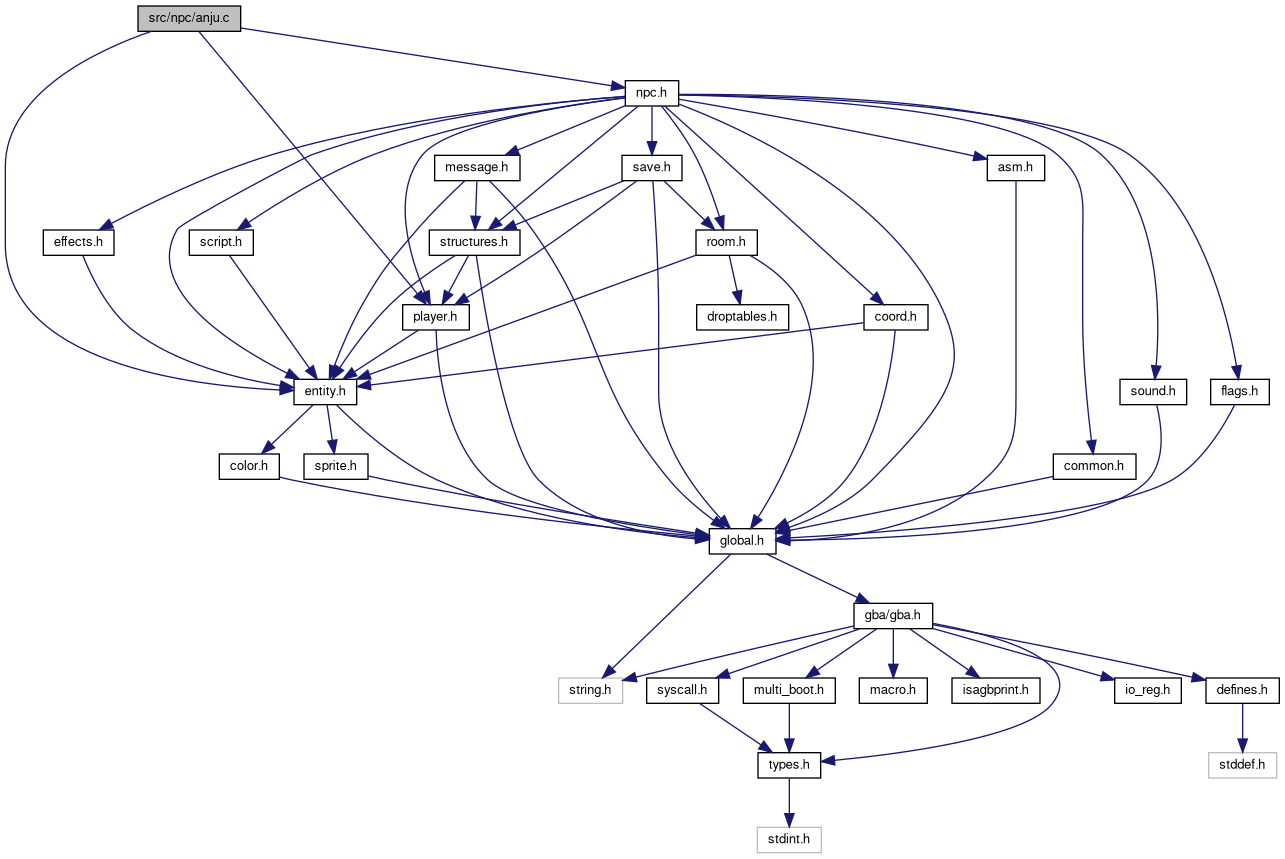 src/npc/anju.c
npc.h
message.h
save.h
asm.h
effects.h
script.h
structures.h
room.h
player.h
droptables.h
coord.h
entity.h
sound.h
flags.h
color.h
sprite.h
common.h
global.h
gba/gba.h
string.h
syscall.h
multi_boot.h
macro.h
isagbprint.h
io_reg.h
defines.h
types.h
stddef.h
stdint.h